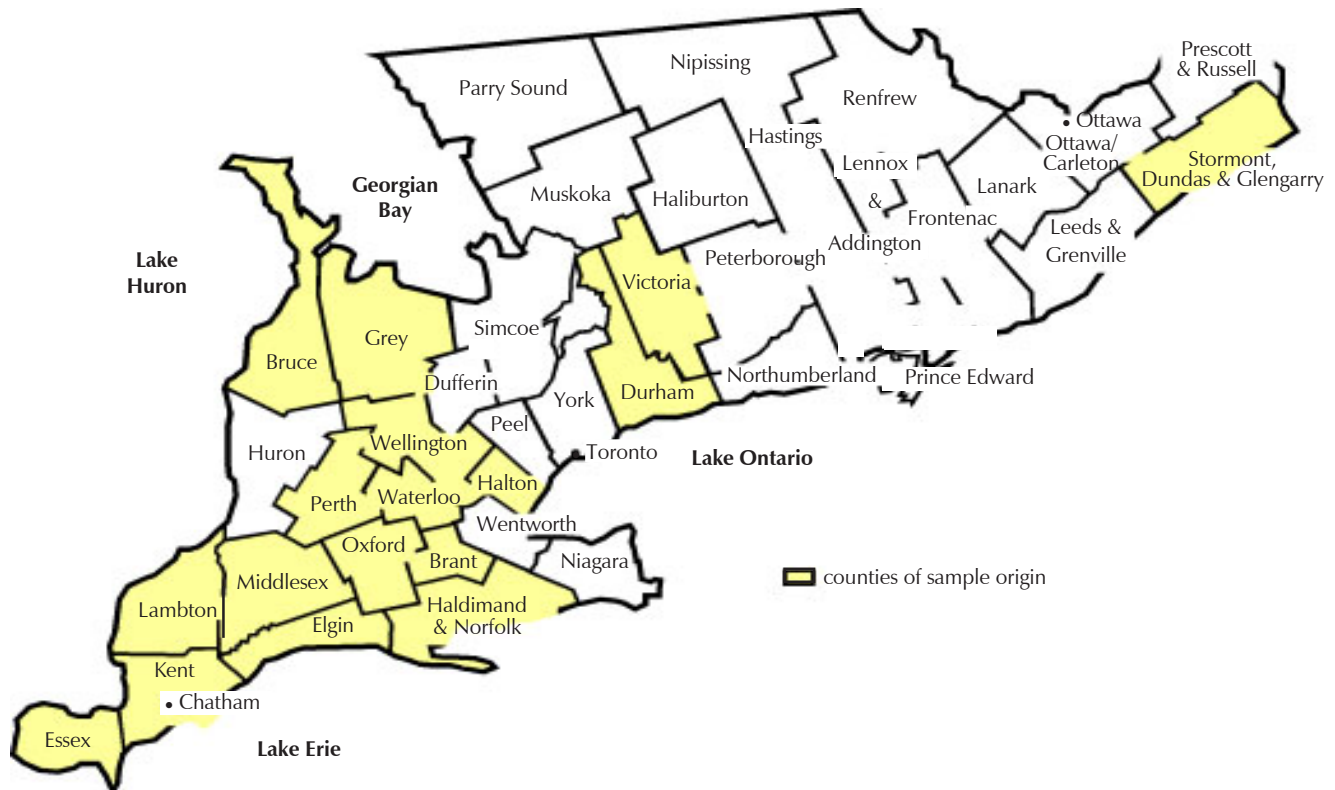 Prescott
& Russell
Nipissing
Parry Sound
Renfrew
• Ottawa
Hastings
Ottawa/
Carleton
Stormont,
Dundas & Glengarry
Lennox
&
Addington
Lanark
Georgian
Bay
Muskoka
Haliburton
Frontenac
Leeds &
Grenville
Lake
Huron
Peterborough
Victoria
Simcoe
Grey
Bruce
Dufferin
Durham
Northumberland
Prince Edward
York
Peel
Huron
Wellington
• Toronto
Lake Ontario
Halton
Perth
Waterloo
Wentworth
Oxford
Brant
Niagara
Middlesex
counties of sample origin
Lambton
Haldimand
& Norfolk
Elgin
Kent
• Chatham
Essex
Lake Erie